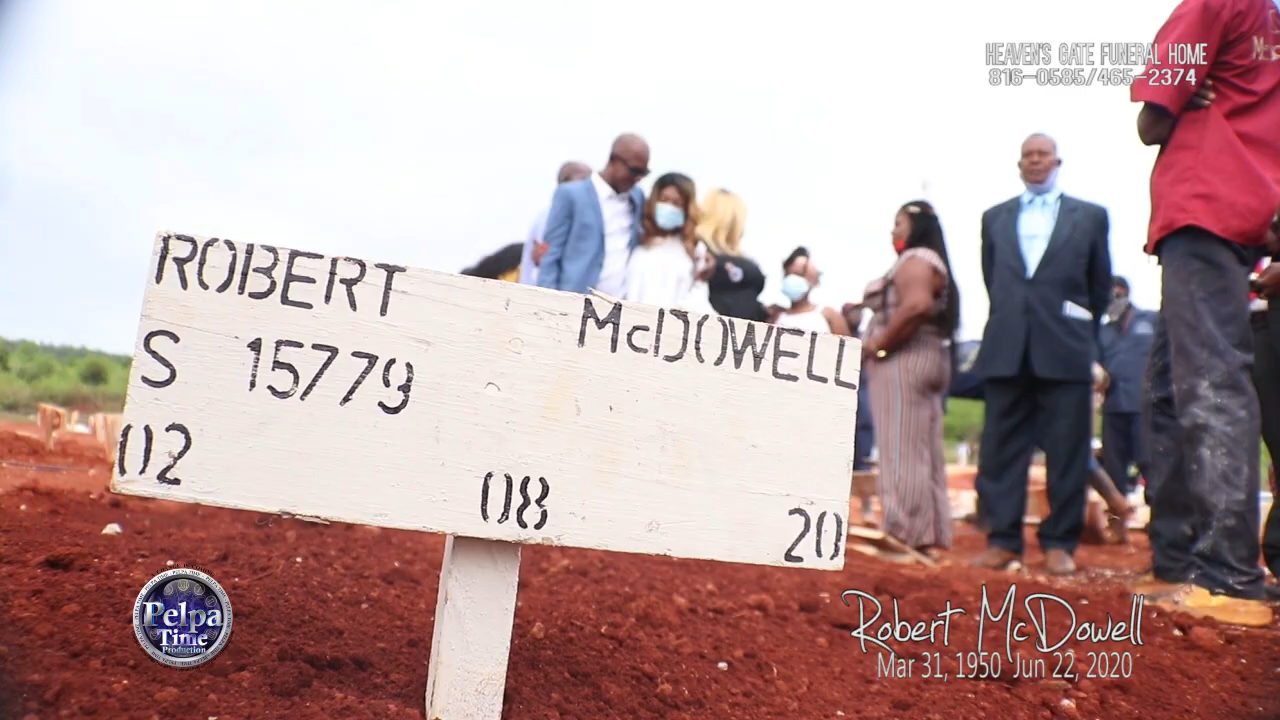 HEAVEN'S GATE FUNERAL HOME
816-0585/465-2374
ROBERT McDOWELL
S 15779
02 08 20
Pelpa
Time
Production
Robert McDowell
Mar 31, 1950 Jun 22, 2020